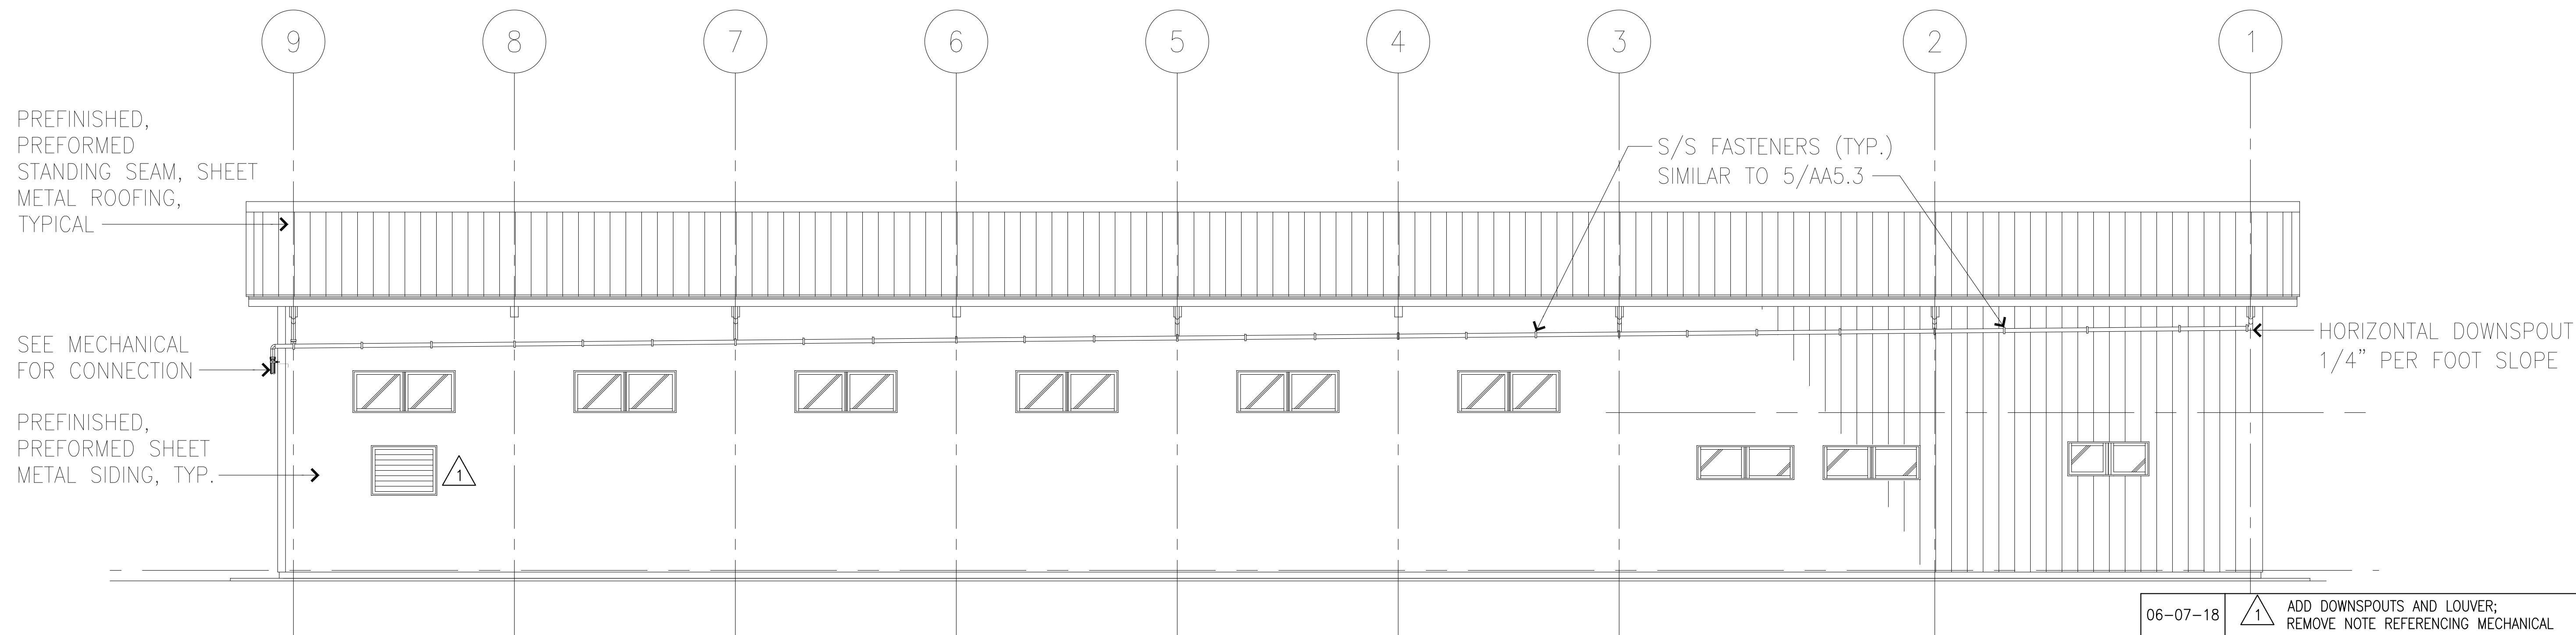 9
8
7
6
5
4
3
2
1
PREFINISHED,
PREFORMED
STANDING SEAM, SHEET
METAL ROOFING,
TYPICAL
S/S FASTENERS (TYP.)
SIMILAR TO 5/AA5.3
SEE MECHANICAL
FOR CONNECTION
HORIZONTAL DOWNSPOUT
1/4" PER FOOT SLOPE
PREFINISHED,
PREFORMED SHEET
METAL SIDING, TYP.
1
06-07-18
1
ADD DOWNSPOUTS AND LOUVER;
REMOVE NOTE REFERENCING MECHANICAL